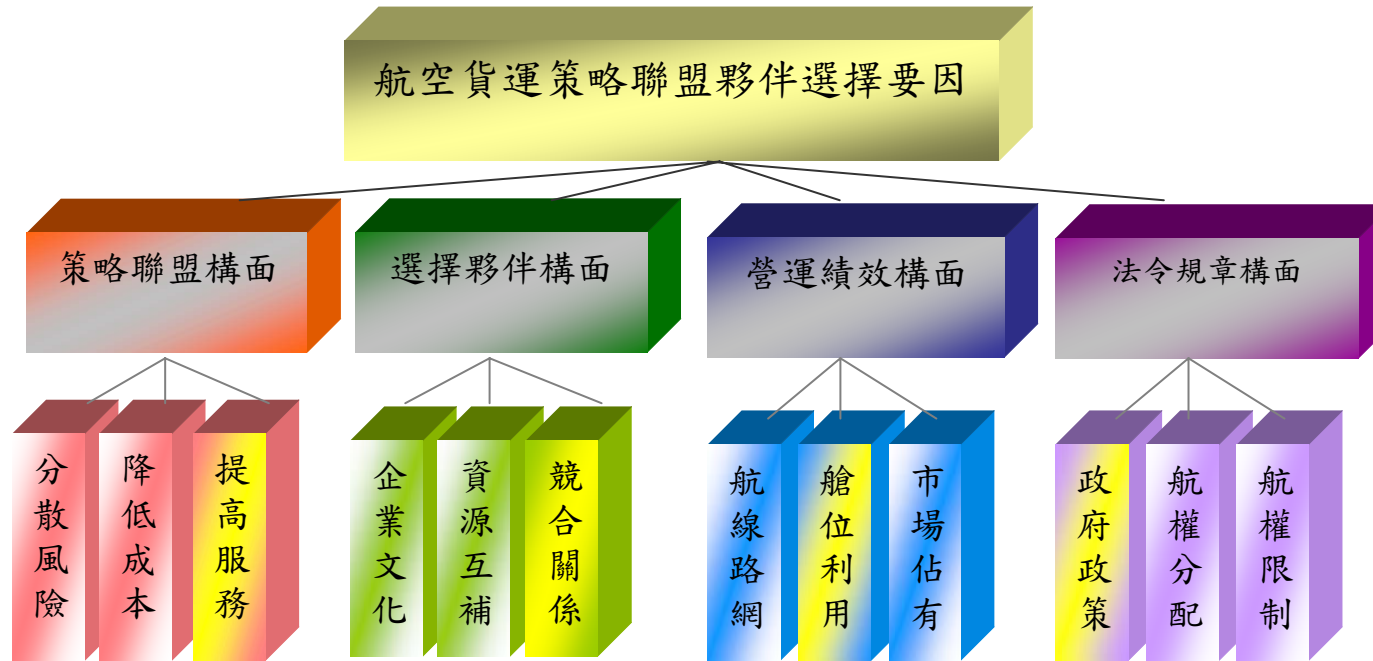 航空貨運策略聯盟夥伴選擇要因
策略聯盟構面
選擇夥伴構面
營運績效構面
法令規章構面
分散風險
降低成本
提高服務
企業文化
資源互補
競合關係
航線路網
艙位利用
市場佔有
政府政策
航權分配
航權限制